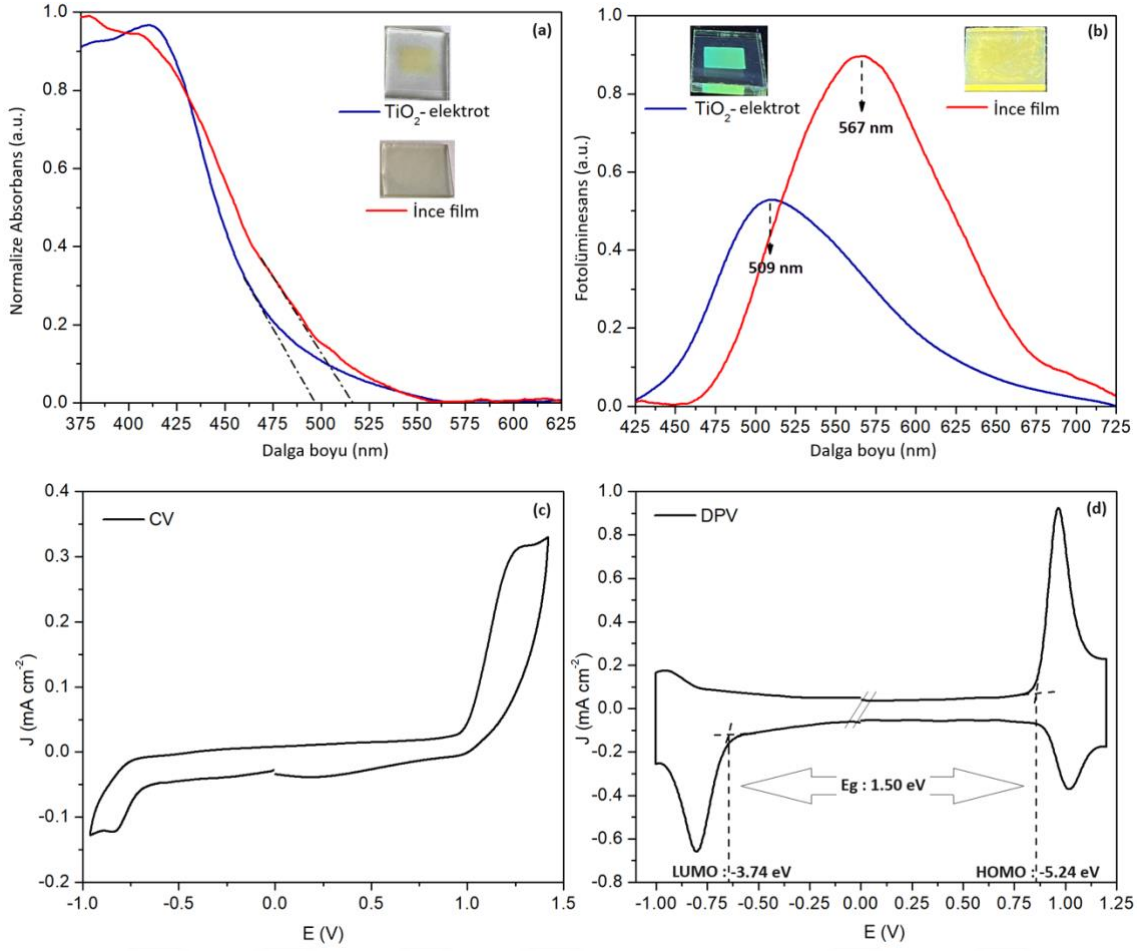 (a)
TiO2- elektrot
İnce film
Normalize Absorbans (a.u.)
1.0
0.8
0.6
0.4
0.2
0.0
375 400 425 450 475 500 525 550 575 600 625
Dalga boyu (nm)
(b)
TiO2- elektrot
İnce film
567 nm
509 nm
Fotolüminesans (a.u.)
1.0
0.8
0.6
0.4
0.2
0.0
425 450 475 500 525 550 575 600 625 650 675 700 725
Dalga boyu (nm)
(c)
CV
J (mA cm-2)
0.4
0.3
0.2
0.1
0.0
-0.1
-0.2
-1.0 -0.5 0.0 0.5 1.0 1.5
E (V)
(d)
DPV
J (mA cm-2)
1.0
0.8
0.6
0.4
0.2
0.0
-0.2
-0.4
-0.6
-0.8
Eg : 1.50 eV
LUMO : -3.74 eV
HOMO : -5.24 eV
-1.00 -0.75 -0.50 -0.25 0.00 0.25 0.50 0.75 1.00 1.25
E (V)